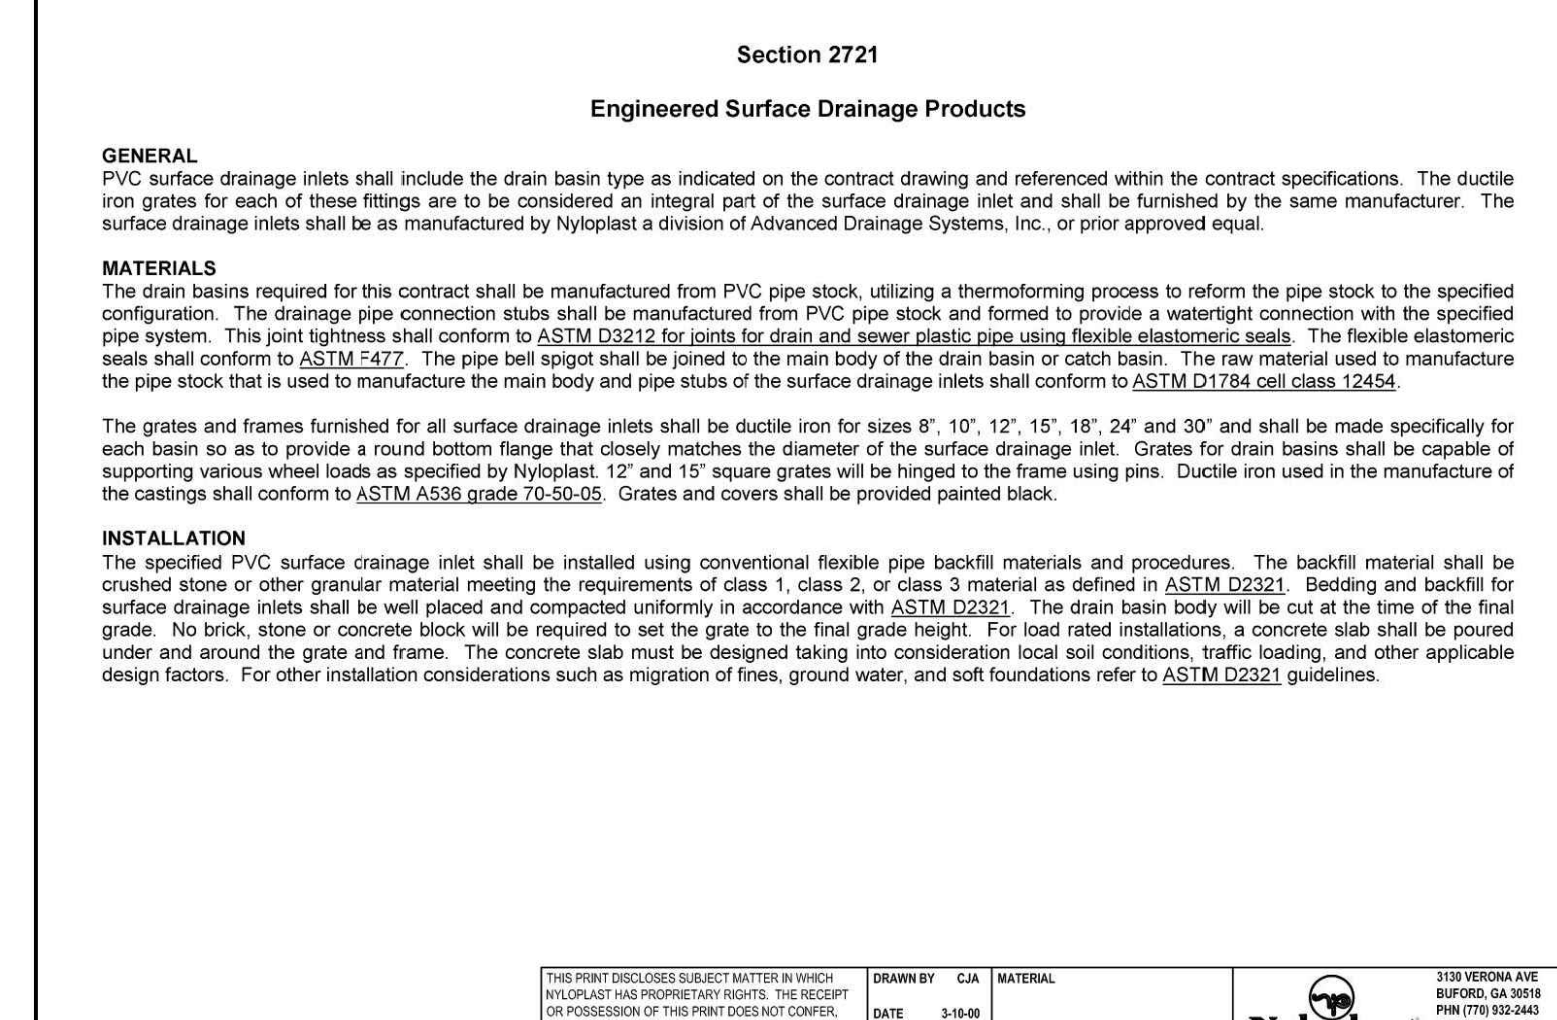 Section 2721
Engineered Surface Drainage Products
GENERAL
PVC surface drainage inlets shall include the drain basin type as indicated on the contract drawing and referenced within the contract specifications. The ductile
iron grates for each of these fittings are to be considered an integral part of the surface drainage inlet and shall be furnished by the same manufacturer. The
surface drainage inlets shall be as manufactured by Nyloplast a division of Advanced Drainage Systems, Inc., or prior approved equal.
MATERIALS
The drain basins required for this contract shall be manufactured from PVC pipe stock, utilizing a thermoforming process to reform the pipe stock to the specified
configuration. The drainage pipe connection stubs shall be manufactured from PVC pipe stock and formed to provide a watertight connection with the specified
pipe system. This joint tightness shall conform to ASTM D3212 for joints for drain and sewer plastic pipe using flexible elastomeric seals. The flexible elastomeric
seals shall conform to ASTM F477. The pipe bell spigot shall be joined to the main body of the drain basin or catch basin. The raw material used to manufacture
the pipe stock that is used to manufacture the main body and pipe stubs of the surface drainage inlets shall conform to ASTM D1784 cell class 12454.
The grates and frames furnished for all surface drainage inlets shall be ductile iron for sizes 8”, 10”, 12”, 15”, 18”, 24” and 30” and shall be made specifically for
each basin so as to provide a round bottom flange that closely matches the diameter of the surface drainage inlet. Grates for drain basins shall be capable of
supporting various wheel loads as specified by Nyloplast. 12” and 15” square grates will be hinged to the frame using pins. Ductile iron used in the manufacture of
the castings shall conform to ASTM A536 grade 70-50-05. Grates and covers shall be provided painted black.
INSTALLATION
The specified PVC surface drainage inlet shall be installed using conventional flexible pipe backfill materials and procedures. The backfill material shall be
crushed stone or other granular material meeting the requirements of class 1, class 2, or class 3 material as defined in ASTM D2321. Bedding and backfill for
surface drainage inlets shall be well placed and compacted uniformly in accordance with ASTM D2321. The drain basin body will be cut at the time of the final
grade. No brick, stone or concrete block will be required to set the grate to the final grade height. For load rated installations, a concrete slab shall be poured
under and around the grate and frame. The concrete slab must be designed taking into consideration local soil conditions, traffic loading, and other applicable
design factors. For other installation considerations such as migration of fines, ground water, and soft foundations refer to ASTM D2321 guidelines.
THIS PRINT DISCLOSES SUBJECT MATTER IN WHICH
NYLOPLAST HAS PROPRIETARY RIGHTS. THE RECEIPT
OR POSSESSION OF THIS PRINT DOES NOT CONFER,
DRAWN BY CJA
DATE 3-10-00
MATERIAL
3130 VERONA AVE
BUFORD, GA 30518
PHN (770) 932-2443